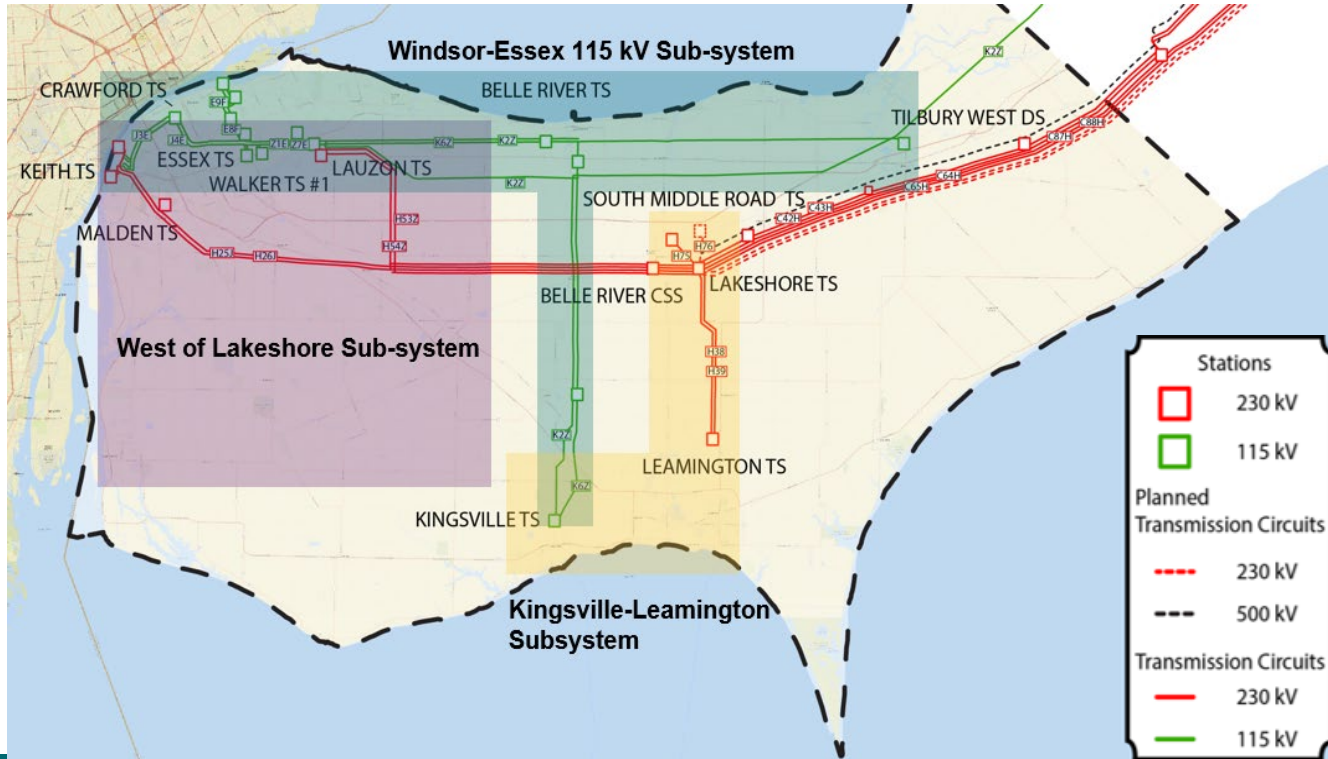 Windsor-Essex 115 kV Sub-system
K2Z
CRAWFORD TS
BELLE RIVER TS
E9F
E8F
TILBURY WEST DS
C88H
C87H
J3E
J4E
ESSEX TS
Z1E
Z7E
K6Z
K2Z
KEITH TS
LAUZON TS
WALKER TS #1
K2Z
C64H
C65H
SOUTH MIDDLE ROAD TS
C43H
C42H
H53Z
MALDEN TS
H54Z
H76
H75
H25J
H26J
LAKESHORE TS
BELLE RIVER CSS
West of Lakeshore Sub-system
H38
H39
K2Z
LEAMINGTON TS
K6Z
KINGSVILLE TS
Kingsville-Leamington
Subsystem
Stations
230 kV
115 kV
Planned
Transmission Circuits
230 kV
500 kV
Transmission Circuits
230 kV
115 kV